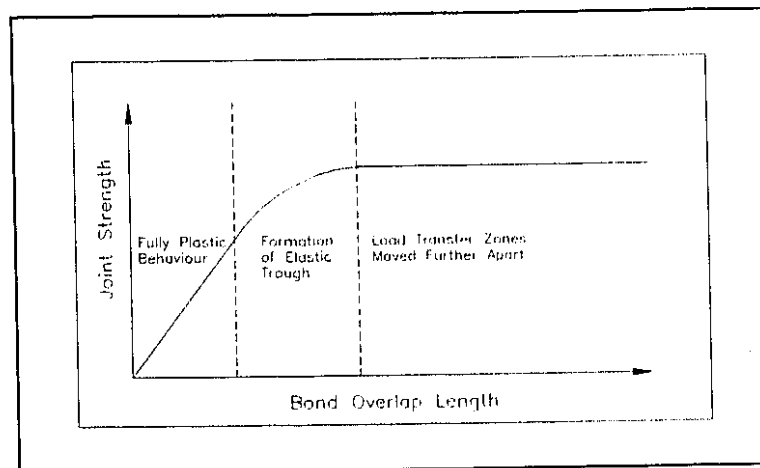 Joint Strength
Fully Plastic
Behaviour
Formation
of Elastic
Trough
Load Transfer Zones
Moved Further Apart
Bond Overlap Length